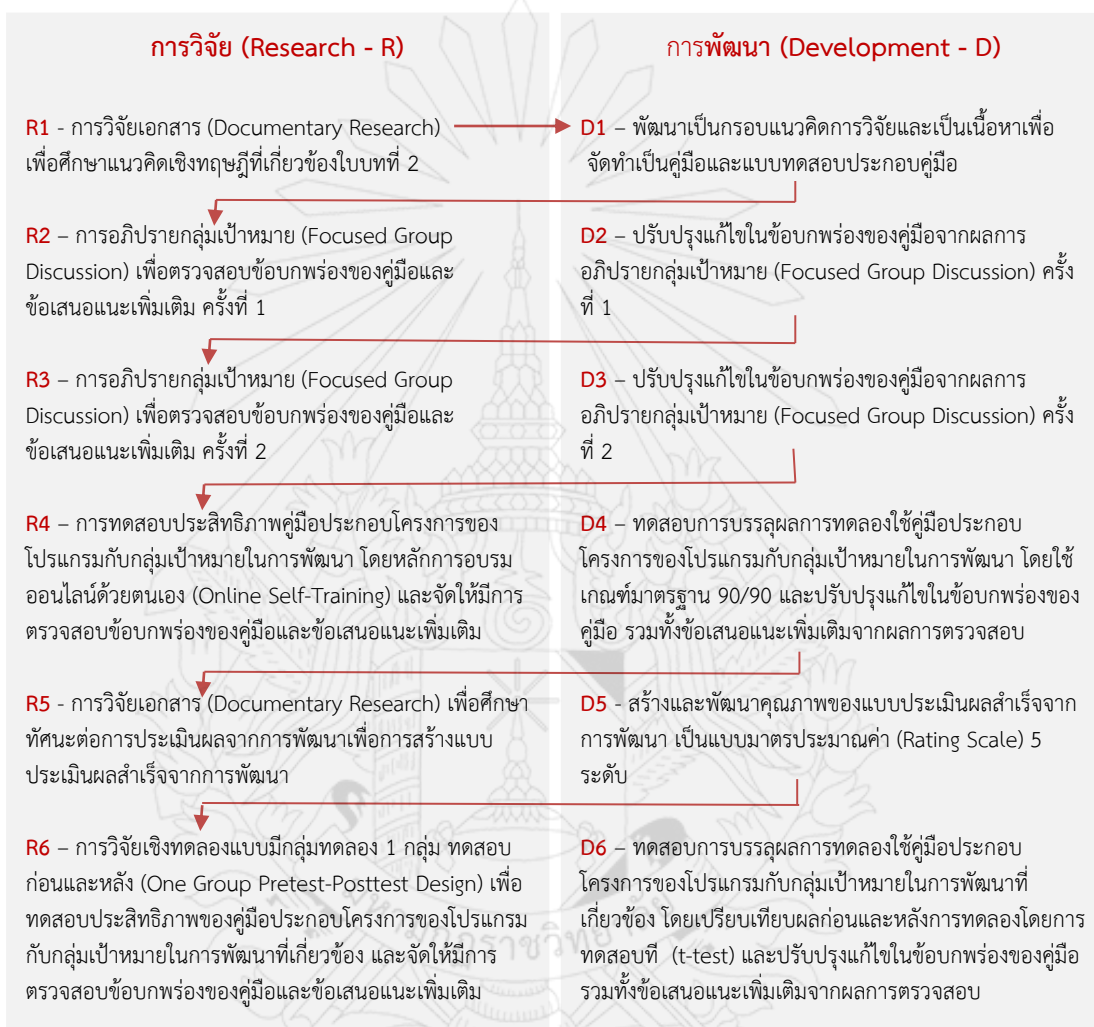 การวิจัย (Research - R)
การพัฒนา (Development - D)
R1 - การวิจัยเอกสาร (Documentary Research)
เพื่อศึกษาแนวคิดเชิงทฤษฎีที่เกี่ยวข้องใบบทที่ 2
D1 – พัฒนาเป็นกรอบแนวคิดการวิจัยและเป็นเนื้อหาเพื่อ
จัดทำเป็นคู่มือและแบบทดสอบประกอบคู่มือ
R2 – การอภิปรายกลุ่มเป้าหมาย (Focused Group
Discussion) เพื่อตรวจสอบข้อบกพร่องของคู่มือและ
ข้อเสนอแนะเพิ่มเติม ครั้งที่ 1
D2 – ปรับปรุงแก้ไขในข้อบกพร่องของคู่มือจากผลการ
อภิปรายกลุ่มเป้าหมาย (Focused Group Discussion) ครั้ง
ที่ 1
R3 – การอภิปรายกลุ่มเป้าหมาย (Focused Group
Discussion) เพื่อตรวจสอบข้อบกพร่องของคู่มือและ
ข้อเสนอแนะเพิ่มเติม ครั้งที่ 2
D3 – ปรับปรุงแก้ไขในข้อบกพร่องของคู่มือจากผลการ
อภิปรายกลุ่มเป้าหมาย (Focused Group Discussion) ครั้ง
ที่ 2
R4 – การทดสอบประสิทธิภาพคู่มือประกอบโครงการของ
โปรแกรมกับกลุ่มเป้าหมายในการพัฒนา โดยหลักการอบรม
ออนไลน์ด้วยตนเอง (Online Self-Training) และจัดให้มีการ
ตรวจสอบข้อบกพร่องของคู่มือและข้อเสนอแนะเพิ่มเติม
D4 – ทดสอบการบรรลุผลการทดลองใช้คู่มือประกอบ
โครงการของโปรแกรมกับกลุ่มเป้าหมายในการพัฒนา โดยใช้
เกณฑ์มาตรฐาน 90/90 และปรับปรุงแก้ไขในข้อบกพร่องของ
คู่มือ รวมทั้งข้อเสนอแนะเพิ่มเติมจากผลการตรวจสอบ
R5 - การวิจัยเอกสาร (Documentary Research) เพื่อศึกษา
ทัศนะต่อการประเมินผลจากการพัฒนาเพื่อการสร้างแบบ
ประเมินผลสำเร็จจากการพัฒนา
D5 - สร้างและพัฒนาคุณภาพของแบบประเมินผลสำเร็จจาก
การพัฒนา เป็นแบบมาตรประมาณค่า (Rating Scale) 5
ระดับ
R6 – การวิจัยเชิงทดลองแบบมีกลุ่มทดลอง 1 กลุ่ม ทดสอบ
ก่อนและหลัง (One Group Pretest-Posttest Design) เพื่อ
ทดสอบประสิทธิภาพของคู่มือประกอบโครงการของโปรแกรม
กับกลุ่มเป้าหมายในการพัฒนาที่เกี่ยวข้อง และจัดให้มีการ
ตรวจสอบข้อบกพร่องของคู่มือและข้อเสนอแนะเพิ่มเติม
D6 – ทดสอบการบรรลุผลการทดลองใช้คู่มือประกอบ
โครงการของโปรแกรมกับกลุ่มเป้าหมายในการพัฒนาที่
เกี่ยวข้อง โดยเปรียบเทียบผลก่อนและหลังการทดลองโดยการ
ทดสอบที (t-test) และปรับปรุงแก้ไขในข้อบกพร่องของคู่มือ
รวมทั้งข้อเสนอแนะเพิ่มเติมจากผลการตรวจสอบ